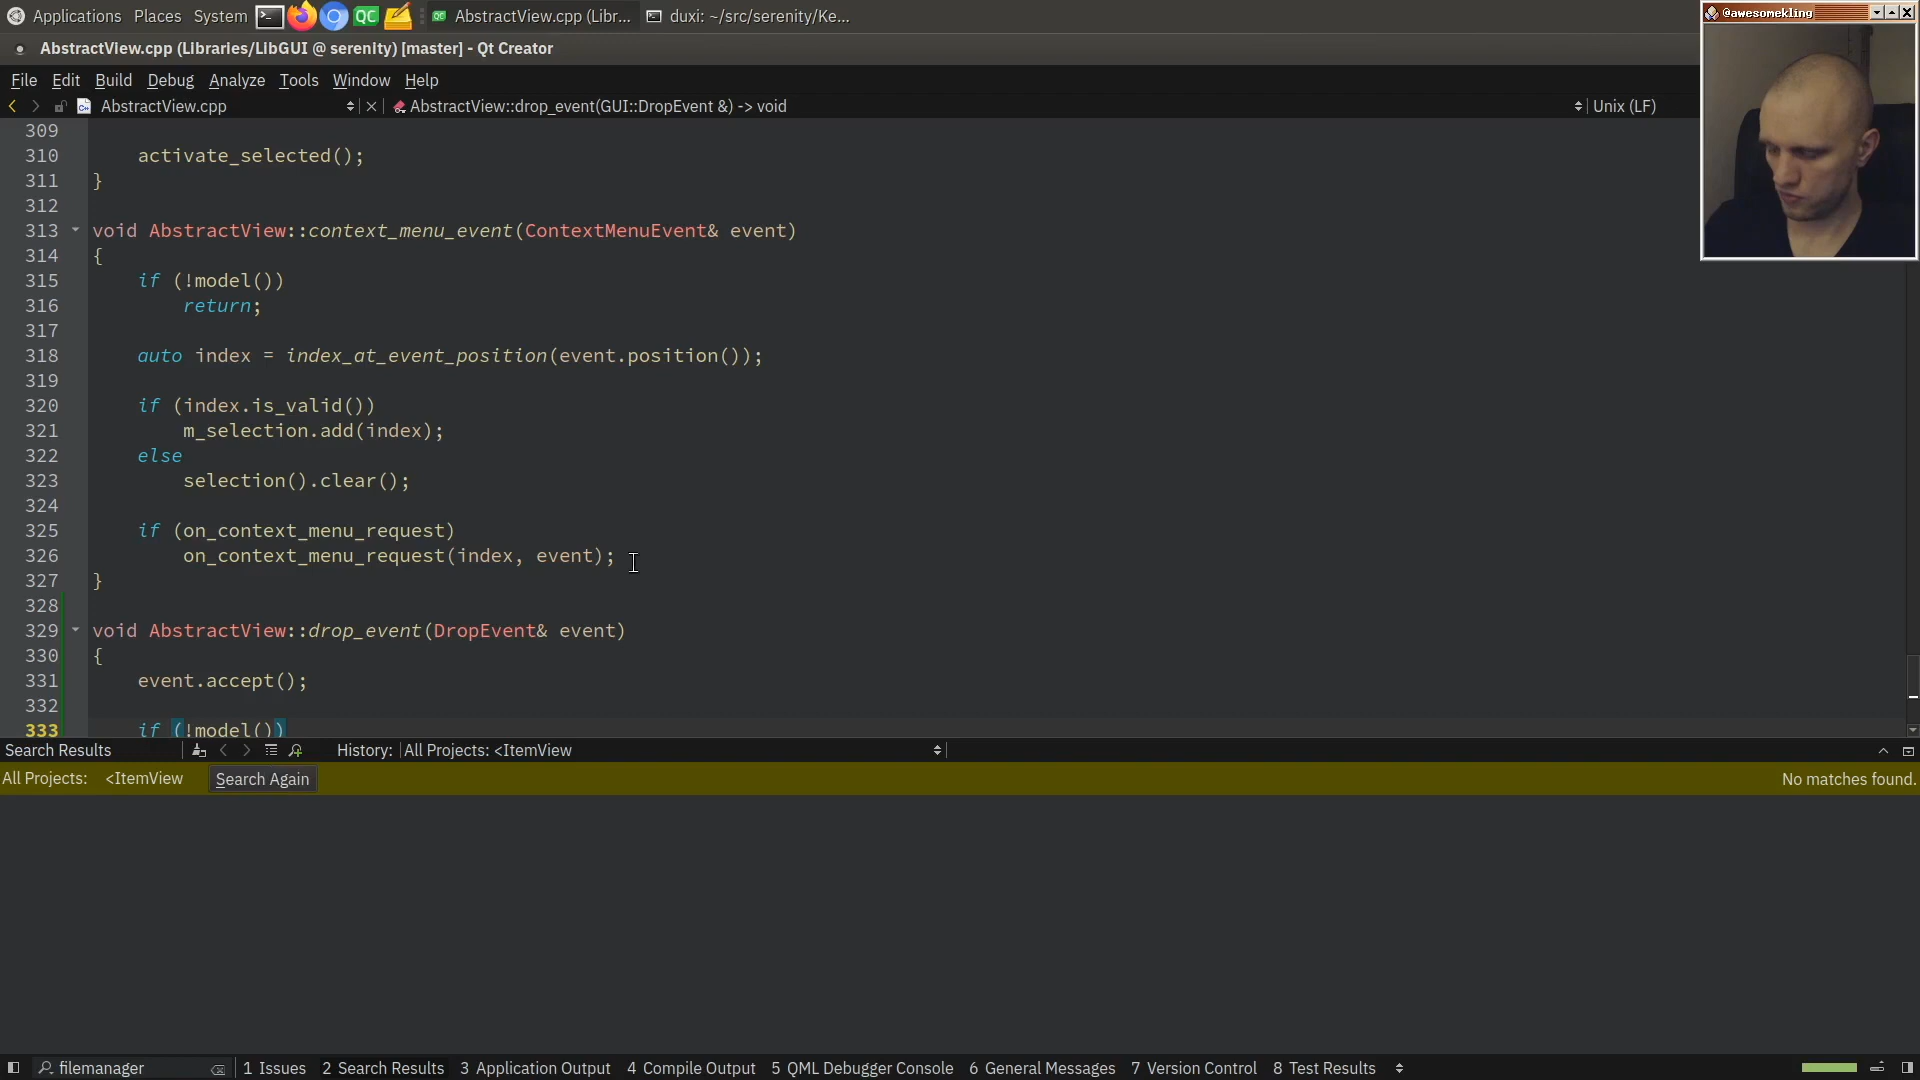 Applications Places System QC QC AbstractView.cpp (Libr... duxi: ~/src/serenity/Ke...
@awesomekling
AbstractView.cpp (Libraries/LibGUI @ serenity) [master] - Qt Creator
File Edit Build Debug Analyze Tools Window Help
AbstractView.cpp AbstractView::drop_event(GUI::DropEvent &) -> void Unix (LF)
309
310 activate_selected();
311 }
312
313 void AbstractView::context_menu_event(ContextMenuEvent& event)
314 {
315 if (!model())
316 return;
317
318 auto index = index_at_event_position(event.position());
319
320 if (index.is_valid())
321 m_selection.add(index);
322 else
323 selection().clear();
324
325 if (on_context_menu_request)
326 on_context_menu_request(index, event);
327 }
328
329 void AbstractView::drop_event(DropEvent& event)
330 {
331 event.accept();
332
333 if (!model())
Search Results History: All Projects: <ItemView
All Projects: <ItemView Search Again No matches found.
filemanager 1 Issues 2 Search Results 3 Application Output 4 Compile Output 5 QML Debugger Console 6 General Messages 7 Version Control 8 Test Results